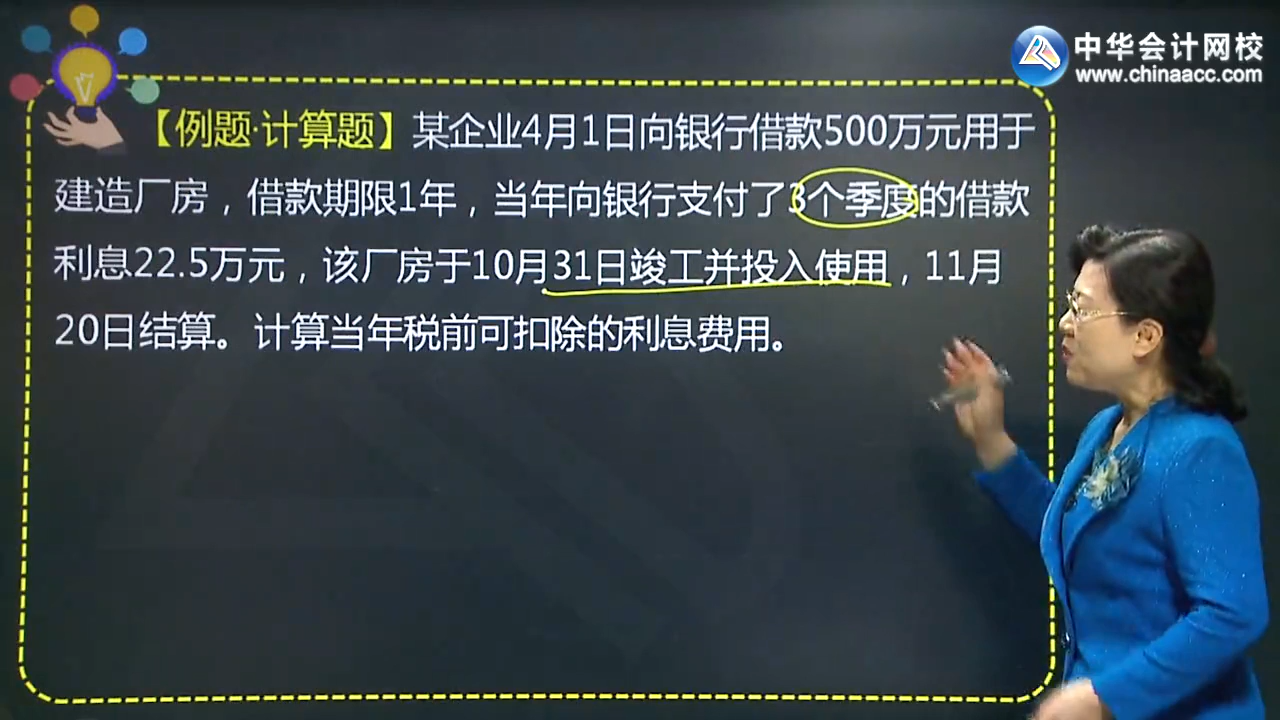 中华会计网校
www.chinaacc.com
【例题·计算题】某企业4月1日向银行借款500万元用于
建造厂房，借款期限1年，当年向银行支付了3个季度的借款
利息22.5万元，该厂房于10月31日竣工并投入使用，11月
20日结算。计算当年税前可扣除的利息费用。